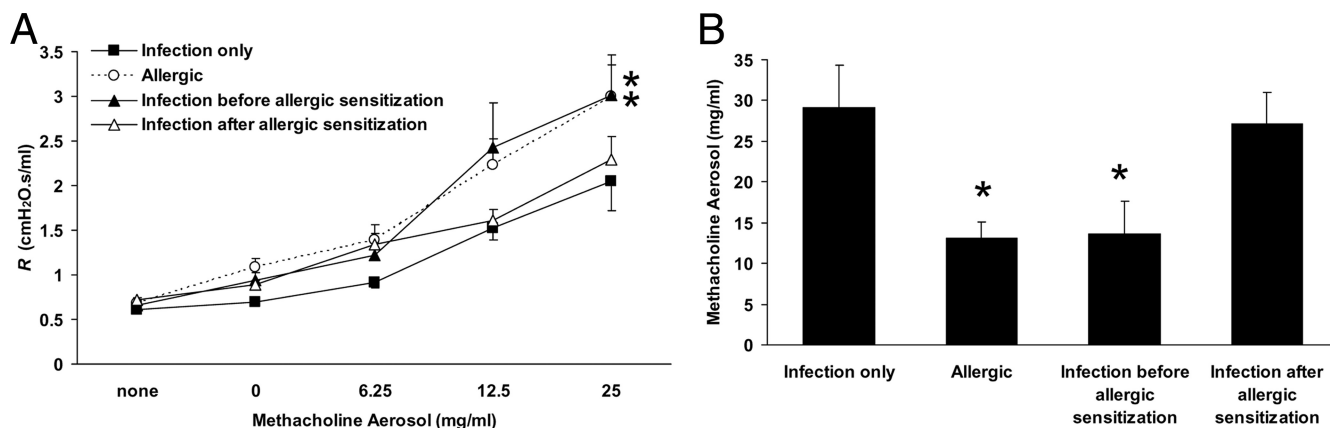 A
Infection only
Allergic
Infection before allergic sensitization
Infection after allergic sensitization
R (cmH2O.s/ml)
3.5
3
2.5
2
1.5
1
0.5
0
*
*
none 0 6.25 12.5 25
Methacholine Aerosol (mg/ml)
B
Methacholine Aerosol (mg/ml)
35
30
25
20
15
10
5
0
*
*
Infection only Allergic Infection before Infection after
allergic allergic
sensitization sensitization